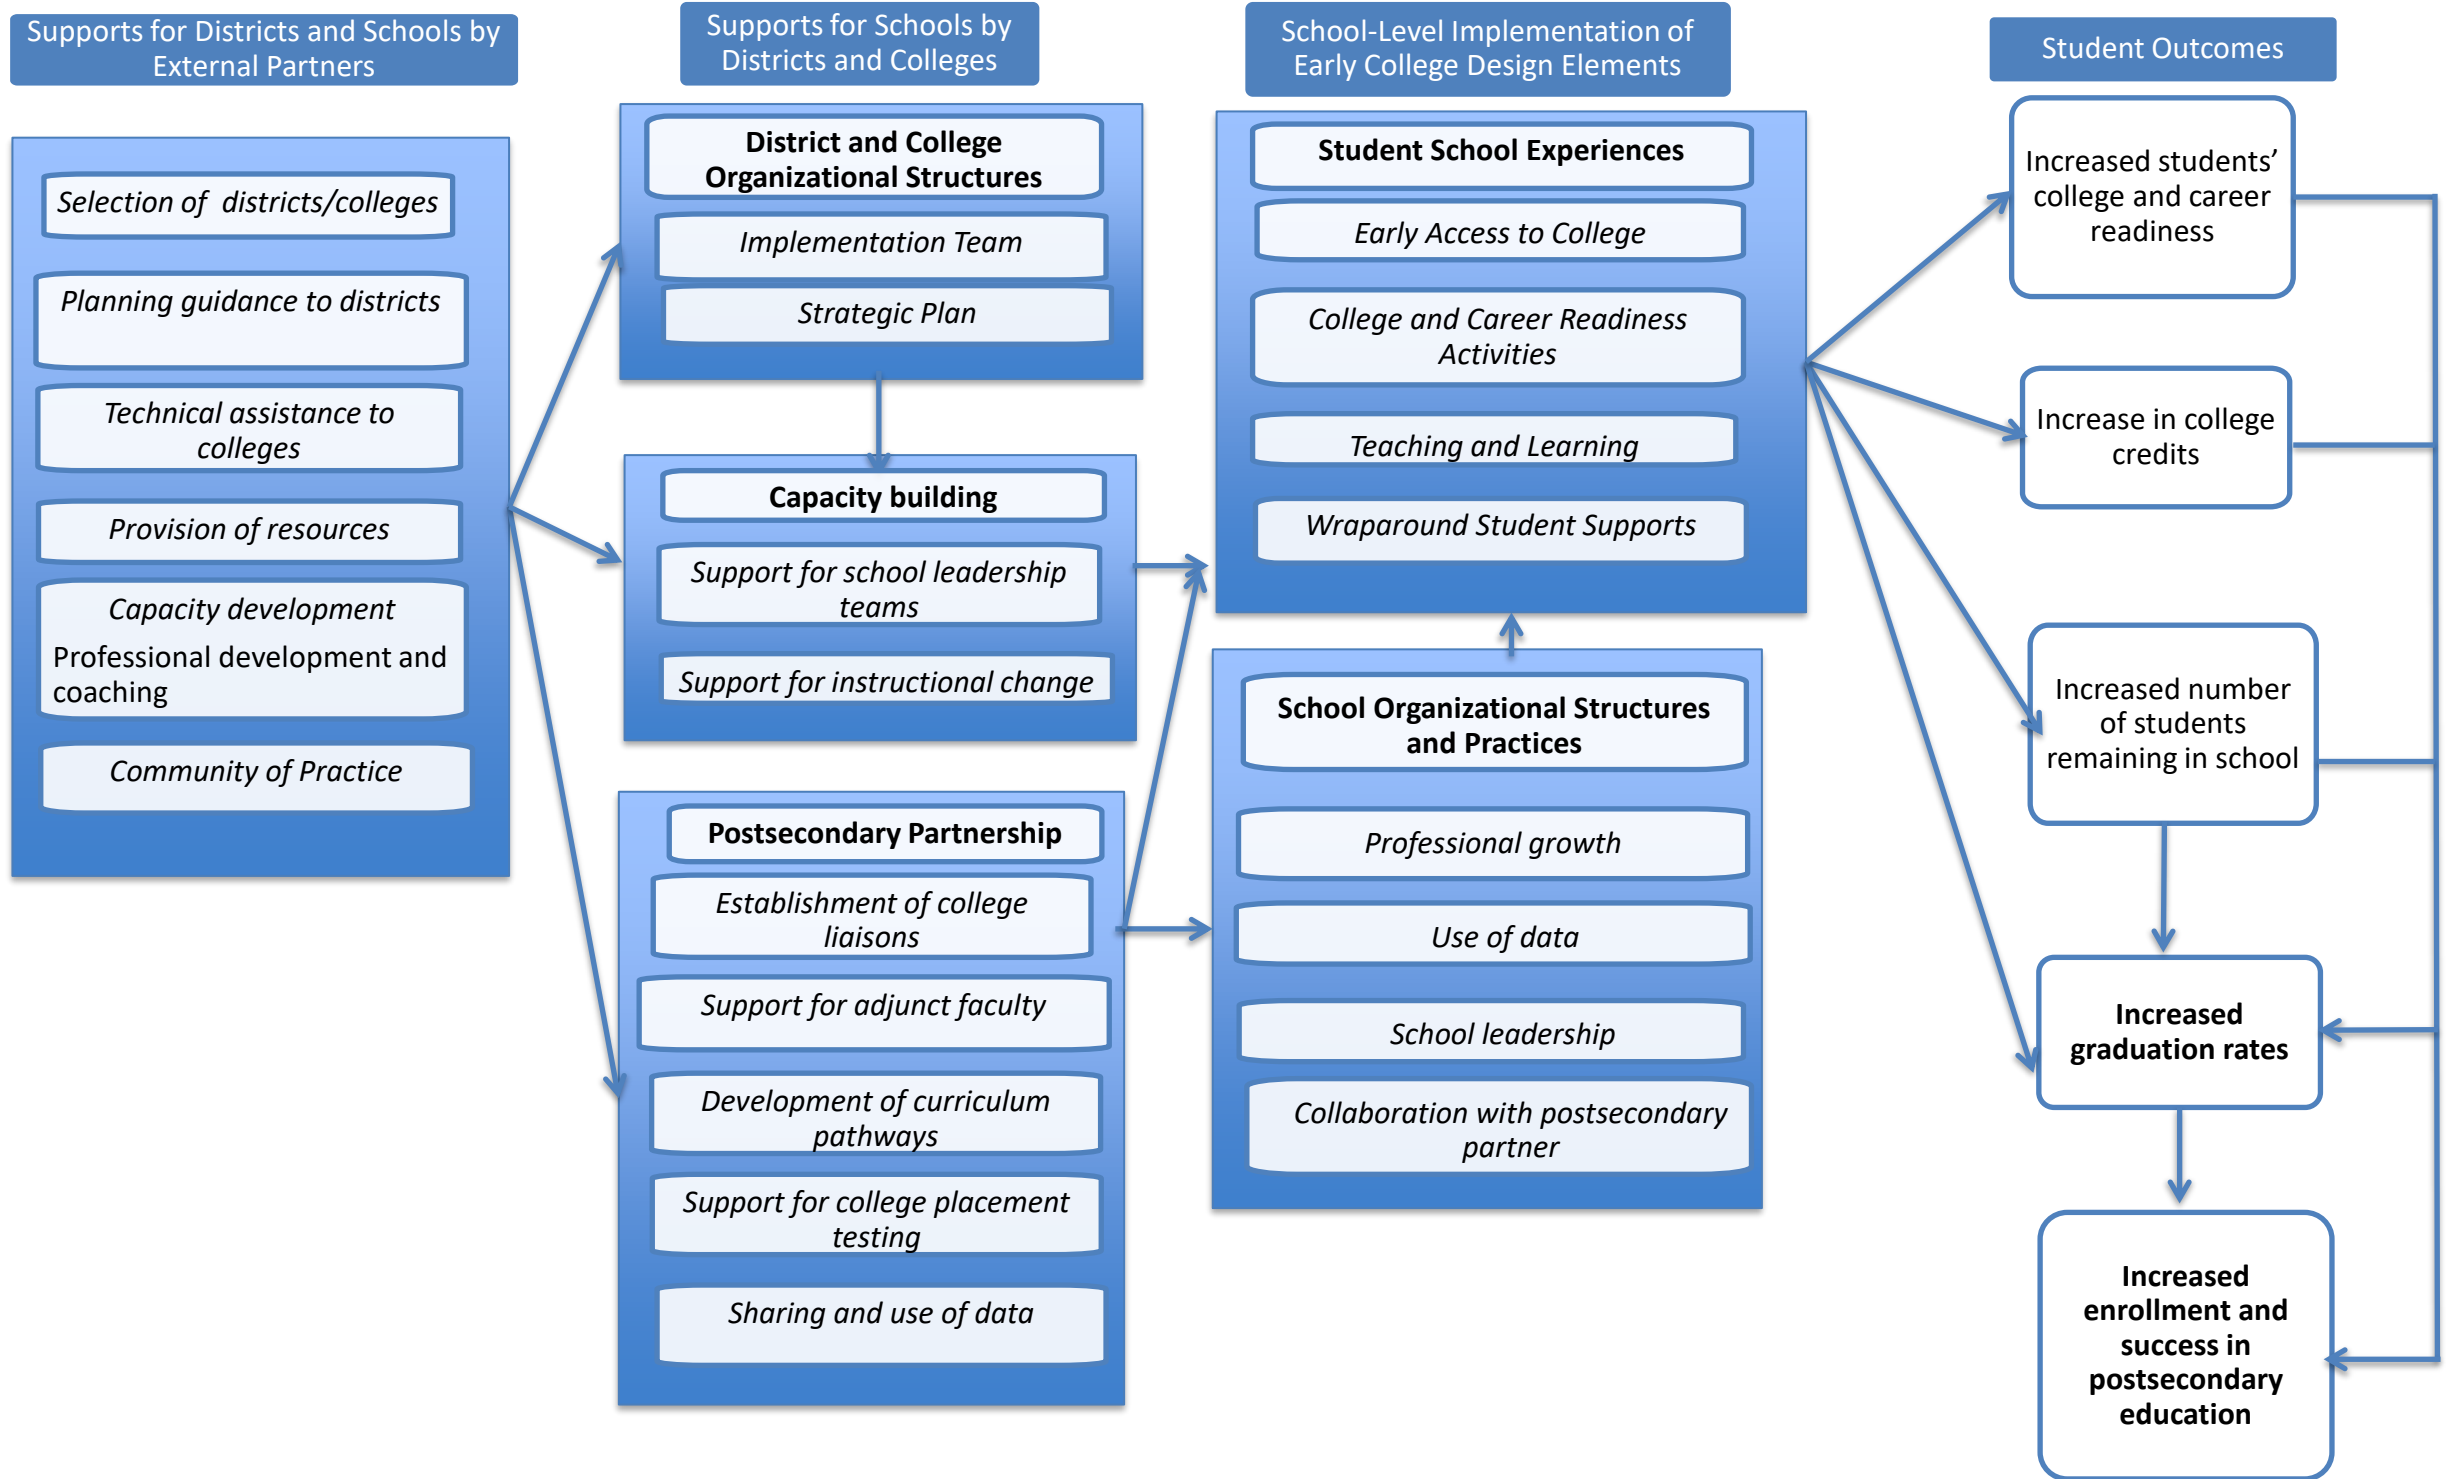 Supports for Districts and Schools by
External Partners
Selection of  districts/colleges
Planning guidance to districts
Technical assistance to
colleges
Provision of resources
Capacity development
Professional development and
coaching
Community of Practice
Supports for Schools by
Districts and Colleges
District and College
Organizational Structures
Implementation Team
Strategic Plan
Capacity building
Support for school leadership
teams
Support for instructional change
Postsecondary Partnership
Establishment of college
liaisons
Support for adjunct faculty
Development of curriculum
pathways
Support for college placement
testing
Sharing and use of data
School-Level Implementation of
Early College Design Elements
Student School Experiences
Early Access to College
College and Career Readiness
Activities
Teaching and Learning
Wraparound Student Supports
School Organizational Structures
and Practices
Professional growth
Use of data
School leadership
Collaboration with postsecondary
partner
Student Outcomes
Increased students’
college and career
readiness
Increase in college
credits
Increased number
of students
remaining in school
Increased
graduation rates
Increased
enrollment and
success in
postsecondary
education